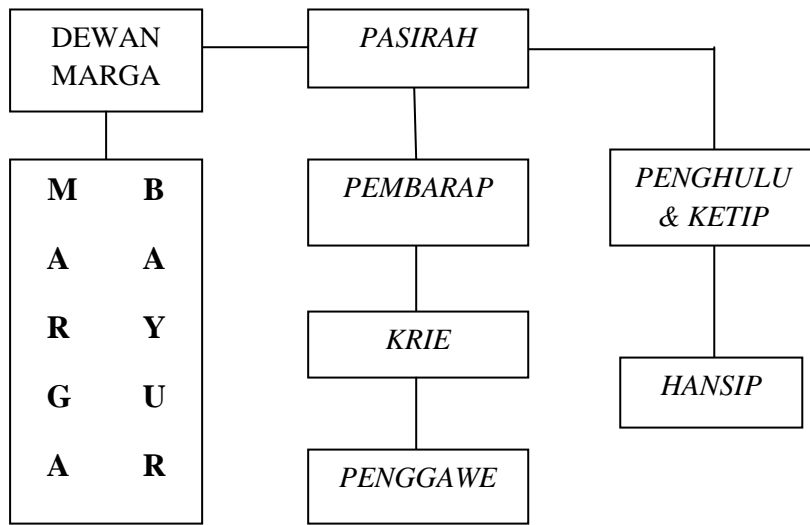 DEWAN
MARGA
PASIRAH
M B
A A
R Y
G U
A R
PEMBARAP
KRIE
PENGGAWE
PENGHULU
& KETIP
HANSIP